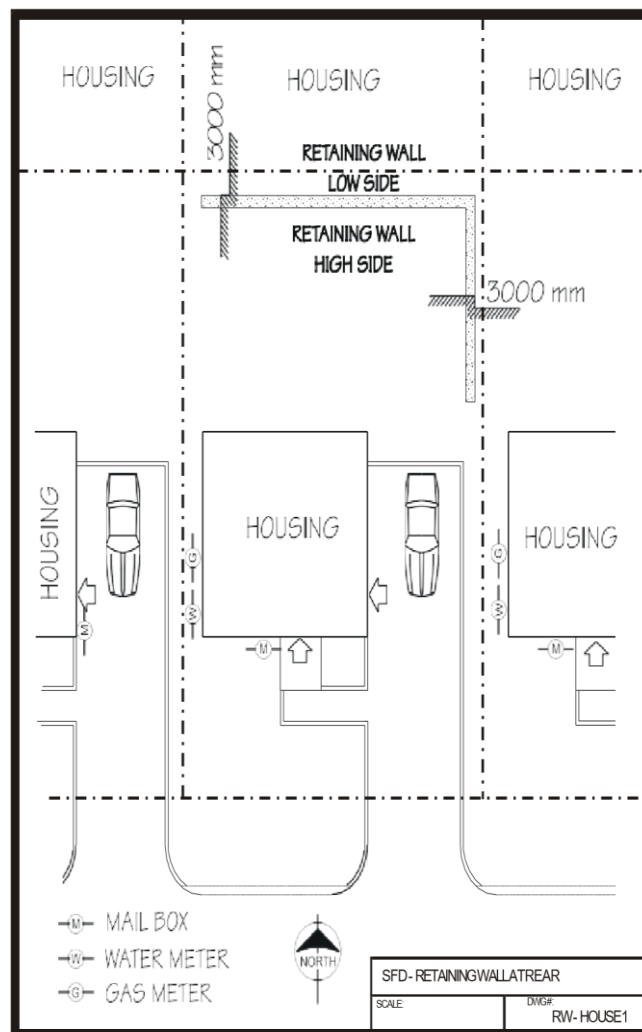 HOUSING
HOUSING
HOUSING
3000 mm
RETAINING WALL
LOW SIDE
RETAINING WALL
HIGH SIDE
3000 mm
HOUSING
HOUSING
HOUSING
G
G
W
W
M
M
M
M MAIL BOX
W WATER METER
G GAS METER
NORTH
SFD- RETAININGWALLATREAR
SCALE:
DWG#:
RW- HOUSE1